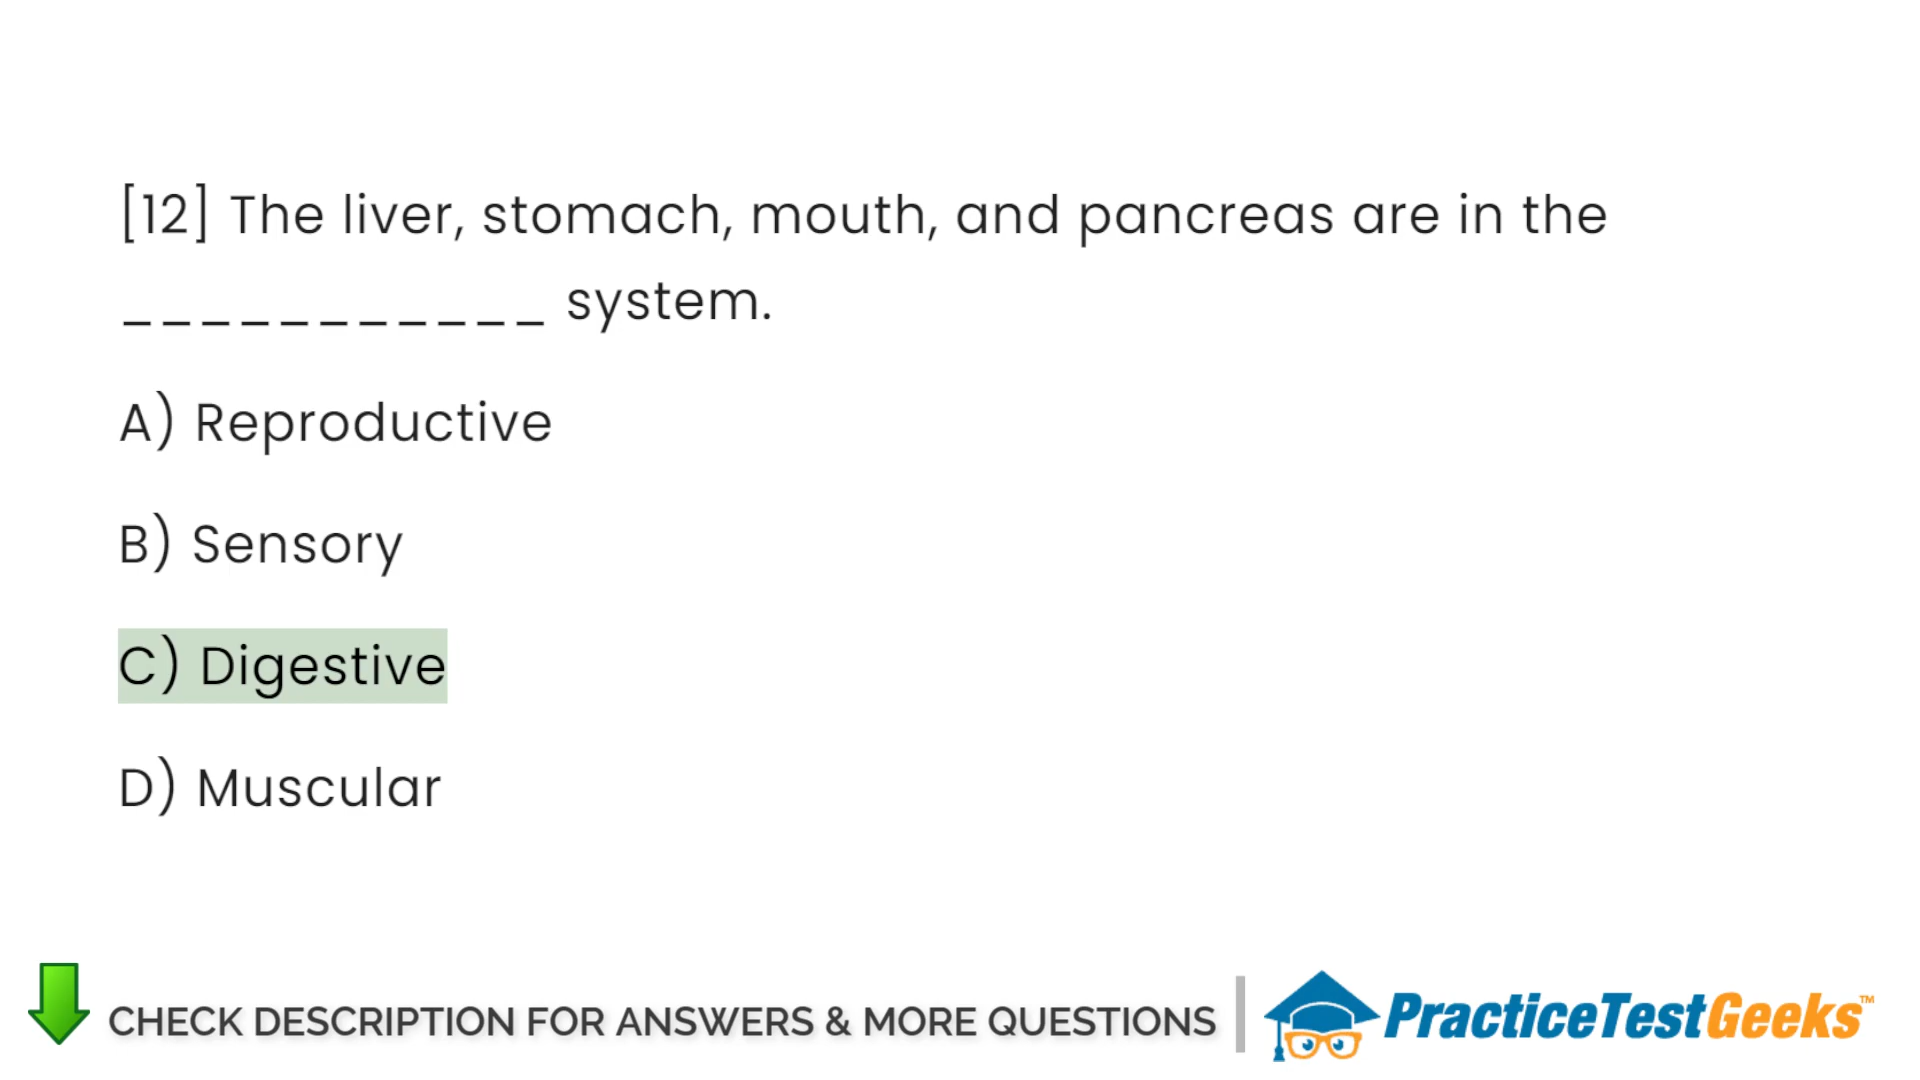 [12] The liver, stomach, mouth, and pancreas are in the
___________ system.
A) Reproductive
B) Sensory
C) Digestive
D) Muscular
CHECK DESCRIPTION FOR ANSWERS & MORE QUESTIONS
PracticeTestGeeks™